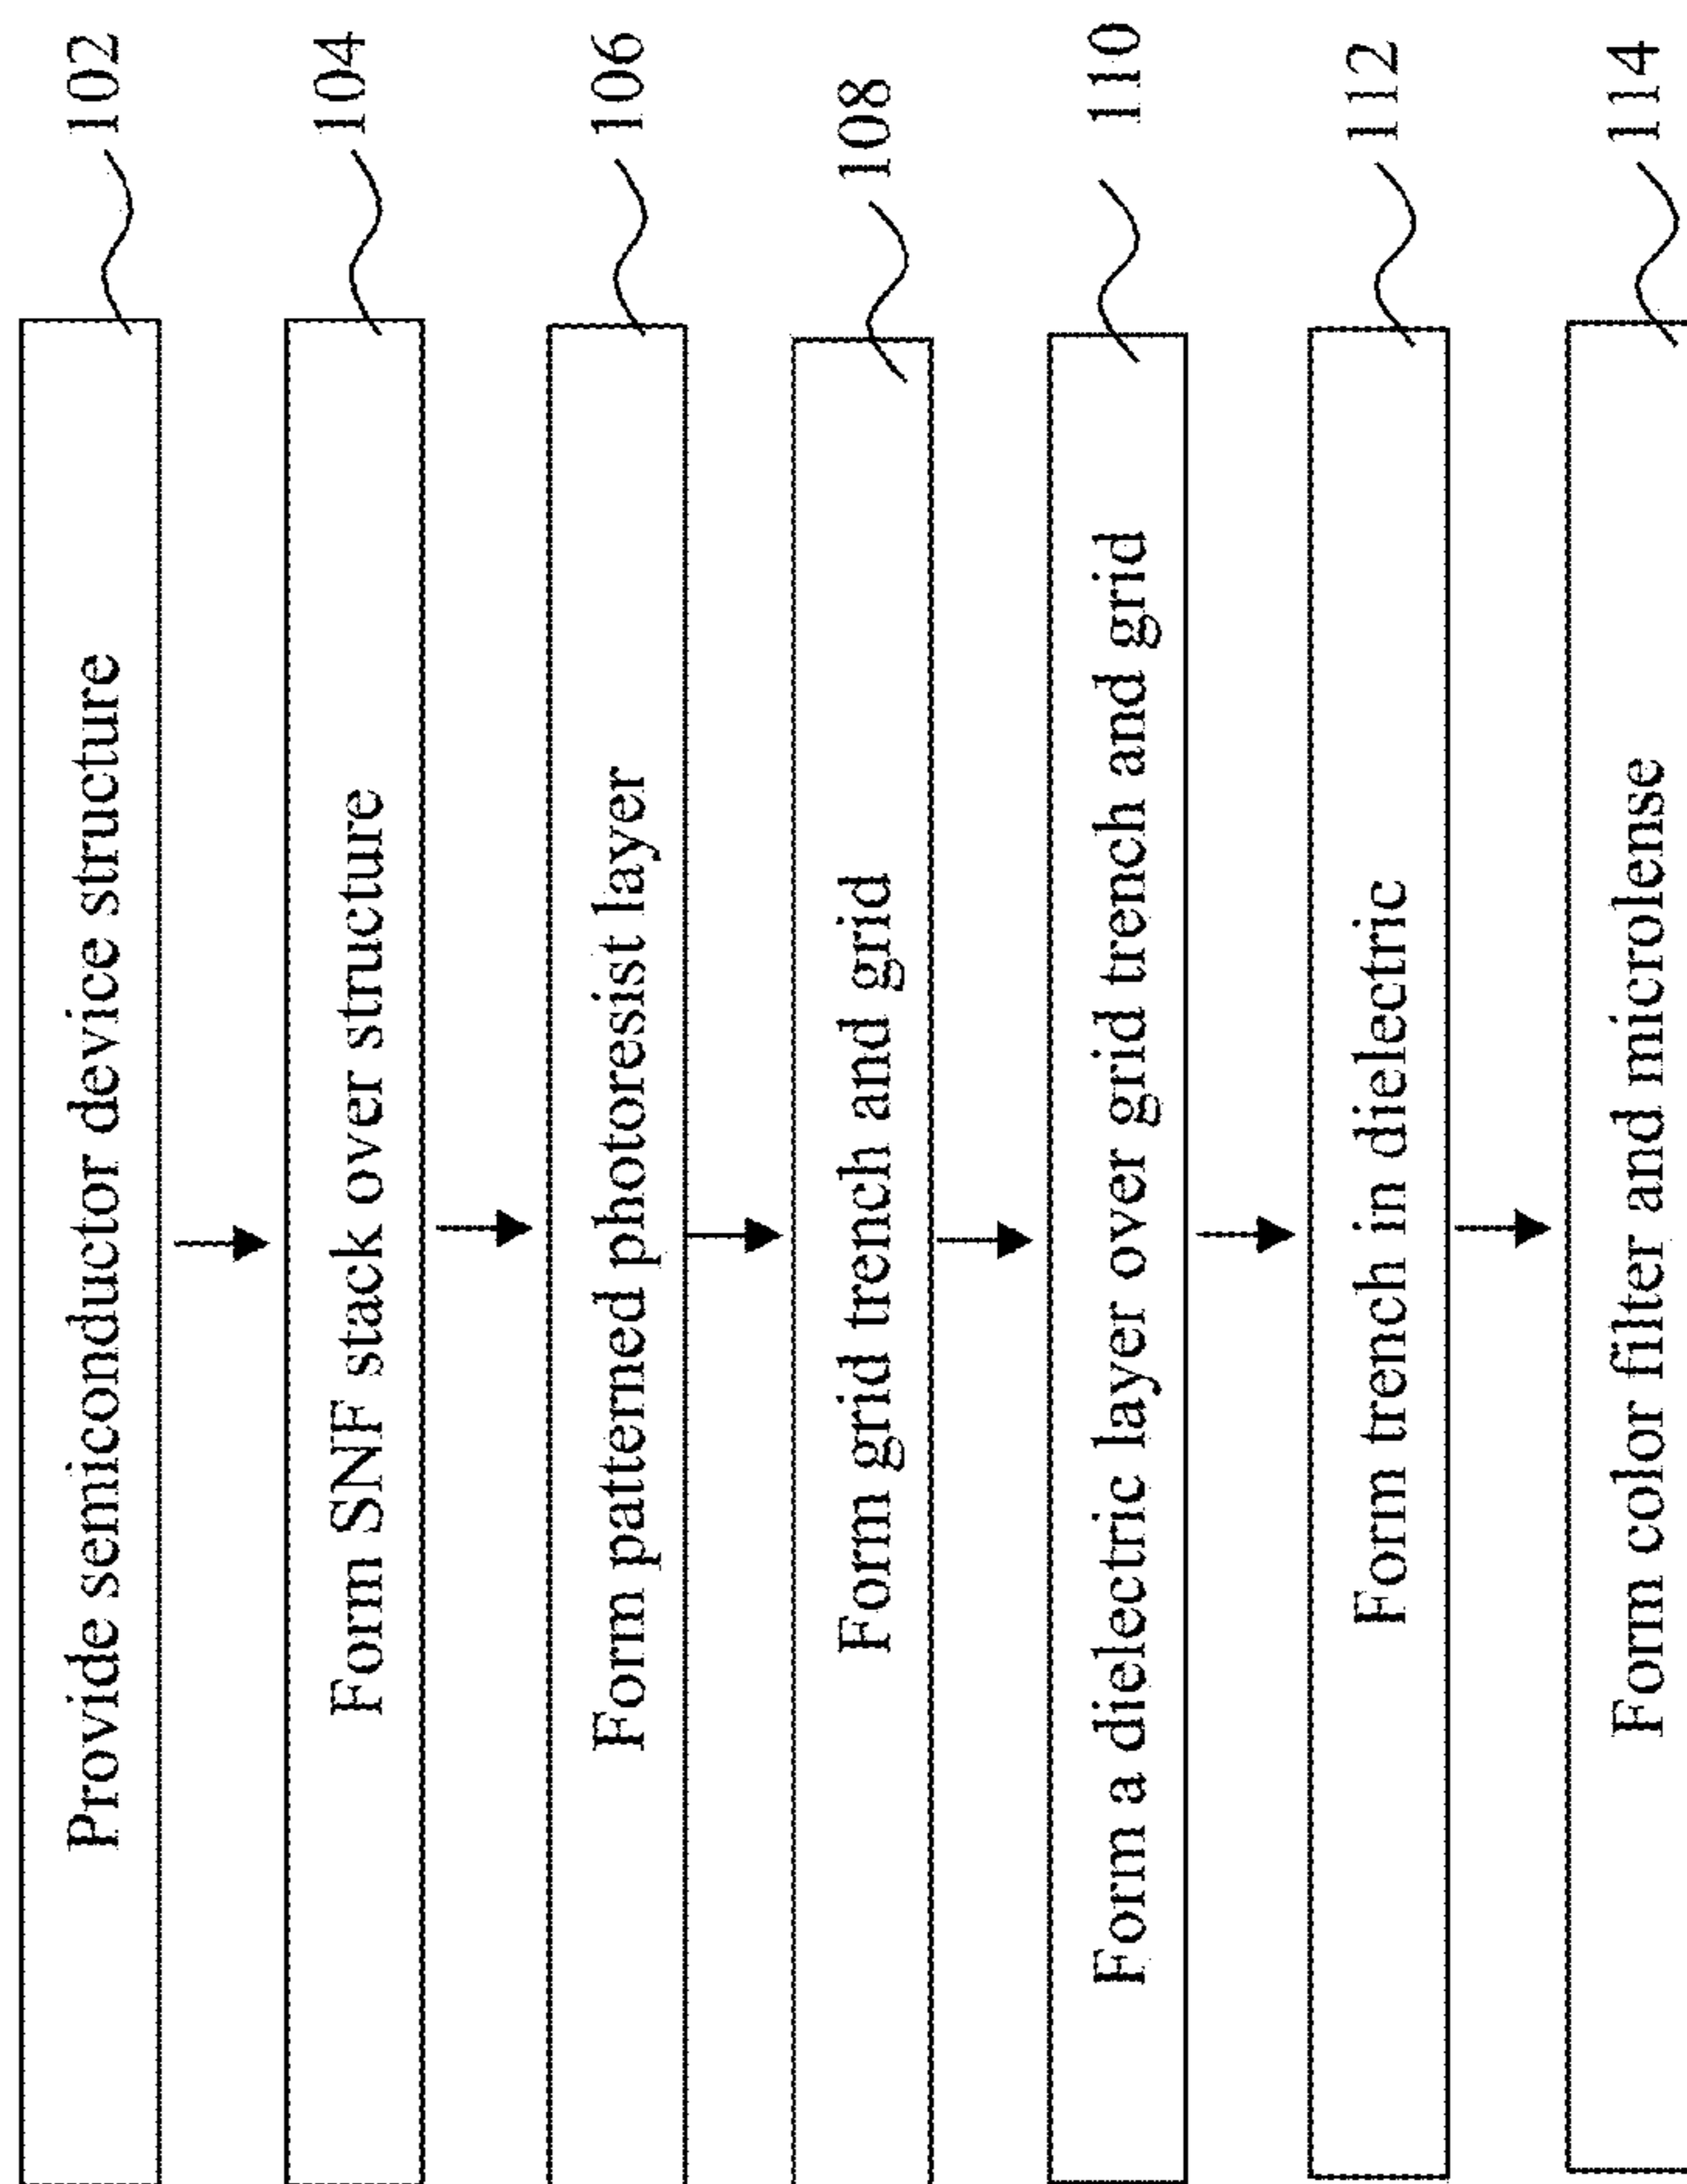 Provide semiconductor device structure 102
Form SNF stack over structure 104
Form patterned photoresist layer 106
Form grid trench and grid 108
Form a dielectric layer over grid trench and grid 110
Form trench in dielectric 112
Form color filter and microlense 114